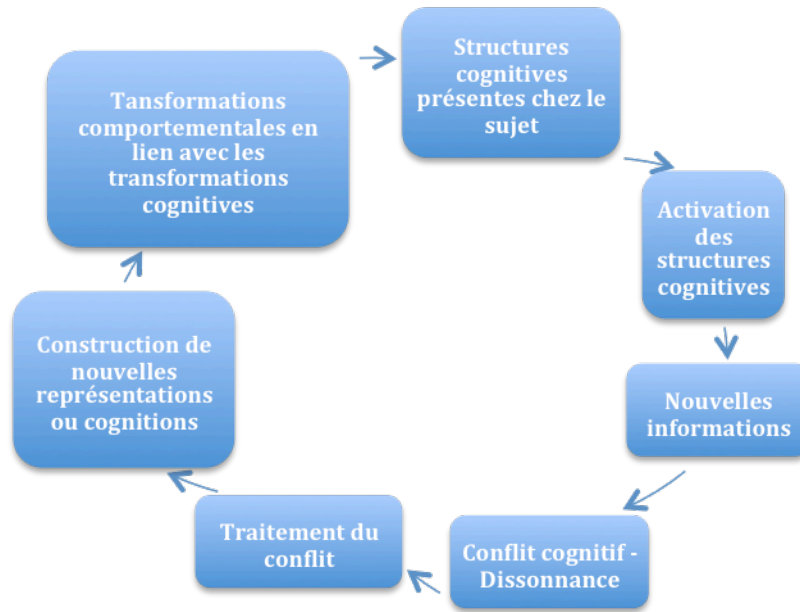 Structures
cognitives
présentes chez le
sujet
Activation
des
structures
cognitives
Nouvelles
informations
Conflit cognitif -
Dissonnance
Traitement du
conflit
Construction de
nouvelles
représentations
ou cognitions
Tansformations
comportementales en
lien avec les
transformations
cognitives